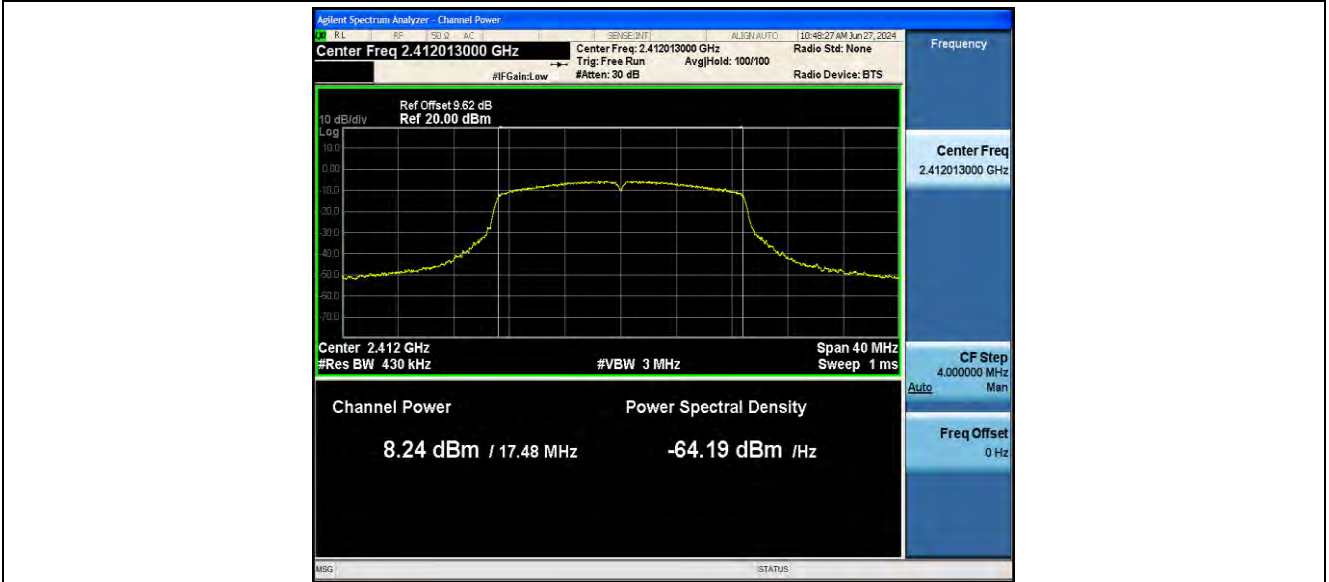 Agilent Spectrum Analyzer - Channel Power
RL RF 50 Ω AC SENSE:INT ALIGN AUTO 10:48:27 AM Jun 27, 2024
Center Freq 2.412013000 GHz
Center Freq: 2.412013000 GHz
Radio Std: None
Trig: Free Run
Avg|Hold: 100/100
#IFGain:Low
#Atten: 30 dB
Radio Device: BTS
Frequency
Ref Offset 9.62 dB
10 dB/div
Ref 20.00 dBm
Log
10.0
0.00
-10.0
-20.0
-30.0
-40.0
-50.0
-60.0
-70.0
Center 2.412 GHz
Span 40 MHz
#Res BW 430 kHz
#VBW 3 MHz
Sweep 1 ms
Channel Power
Power Spectral Density
8.24 dBm / 17.48 MHz
-64.19 dBm /Hz
Center Freq
2.412013000 GHz
CF Step
4.000000 MHz
Auto Man
Freq Offset
0 Hz
MSG
STATUS